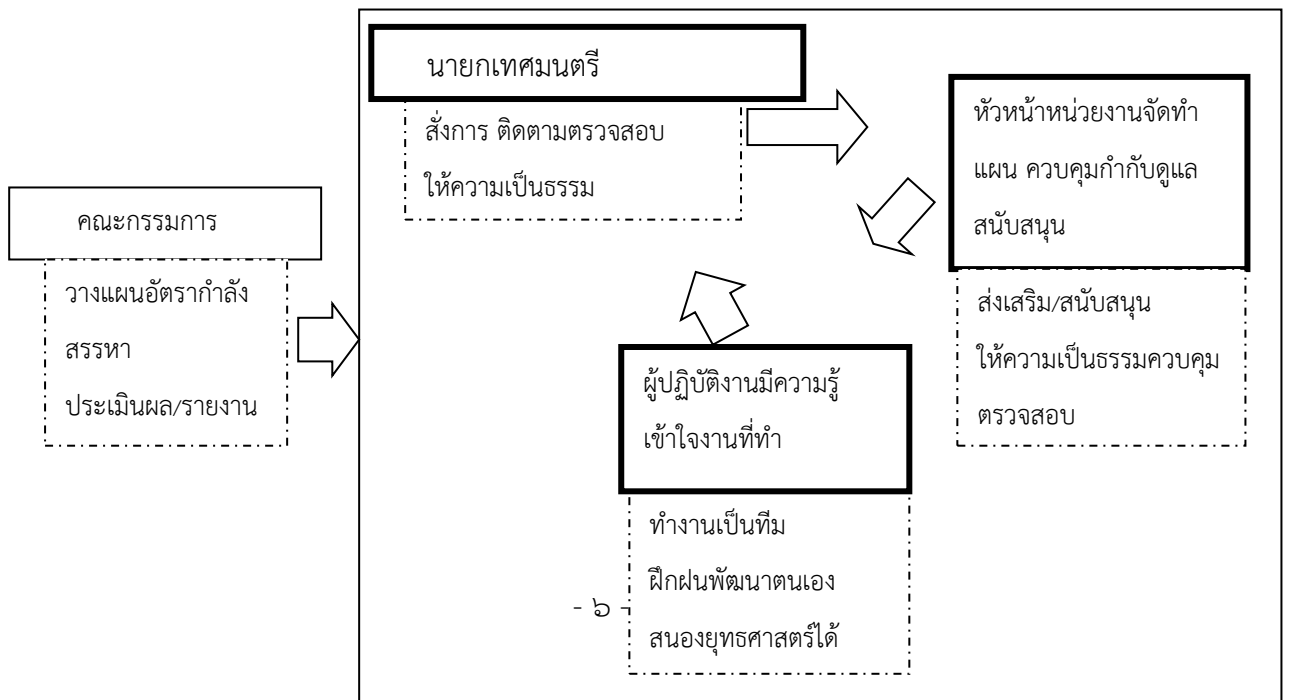 นายกเทศมนตรี
สั่งการ ติดตามตรวจสอบ
ให้ความเป็นธรรม
หัวหน้าหน่วยงานจัดทำ
แผน ควบคุมกำกับดูแล
สนับสนุน
ส่งเสริม/สนับสนุน
ให้ความเป็นธรรมควบคุม
ตรวจสอบ
คณะกรรมการ
วางแผนอัตรากำลัง
สรรหา
ประเมินผล/รายงาน
ผู้ปฏิบัติงานมีความรู้
เข้าใจงานที่ทำ
ทำงานเป็นทีม
ฝึกฝนพัฒนาตนเอง
สนองยุทธศาสตร์ได้
- ๖ -